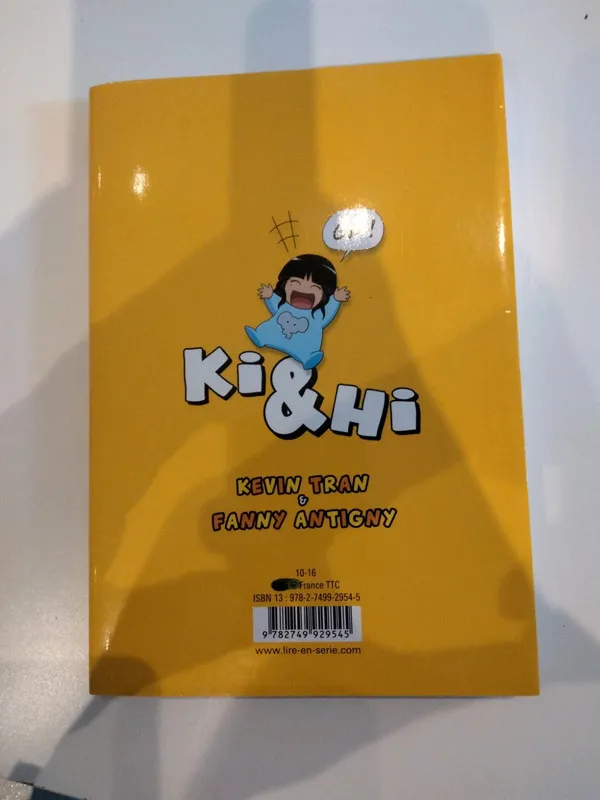 Ki & Hi
KEVIN TRAN
&
FANNY ANTIGNY
10-16
France TTC
ISBN 13 : 978-2-7499-2954-5
9 782749 929545
www.lire-en-serie.com